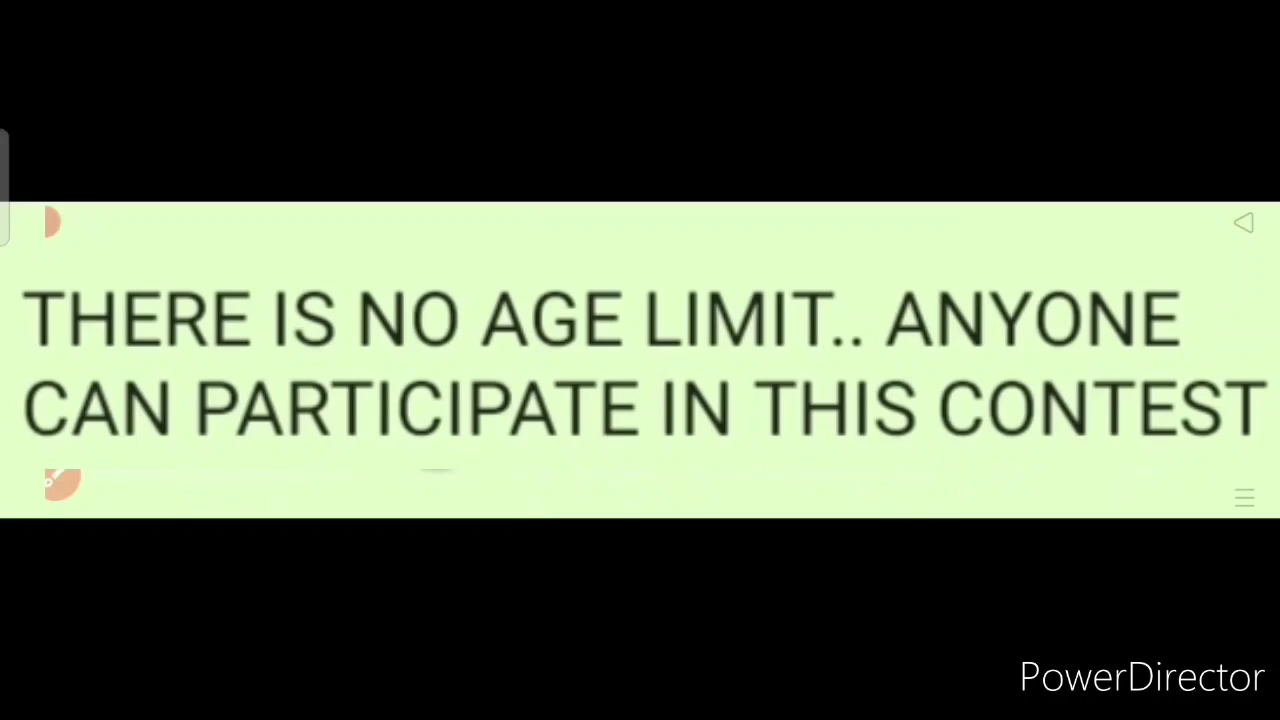 THERE IS NO AGE LIMIT.. ANYONE
CAN PARTICIPATE IN THIS CONTEST
PowerDirector